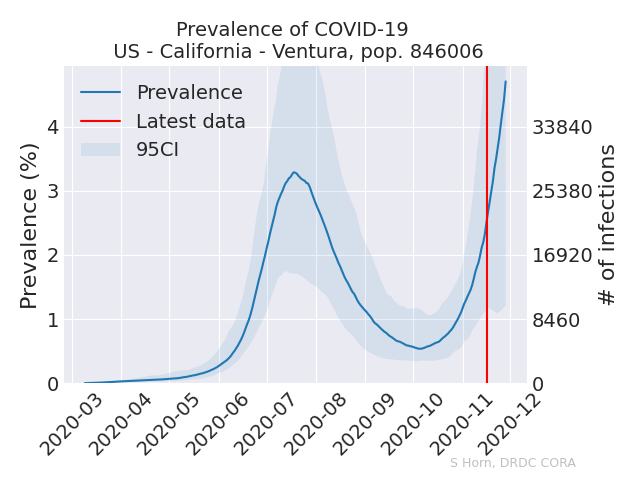 Prevalence of COVID-19
US - California - Ventura, pop. 846006
Prevalence
Latest data
95CI
Prevalence (%)
4
3
2
1
0
33840
25380
16920
8460
0
# of infections
2020-03
2020-04
2020-05
2020-06
2020-07
2020-08
2020-09
2020-10
2020-11
2020-12
S Horn, DRDC CORA